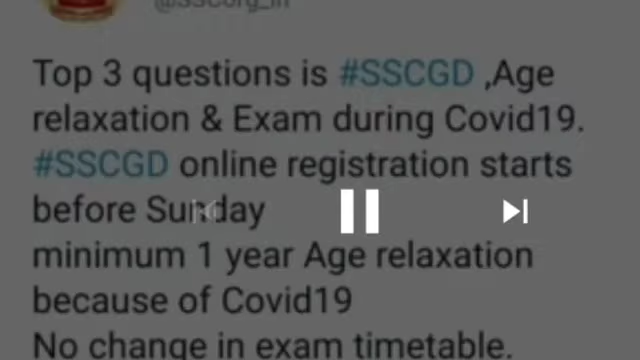 @SSCorg_in
Top 3 questions is #SSCGD ,Age
relaxation & Exam during Covid19.
#SSCGD online registration starts
before Sunday
minimum 1 year Age relaxation
because of Covid19
No change in exam timetable.